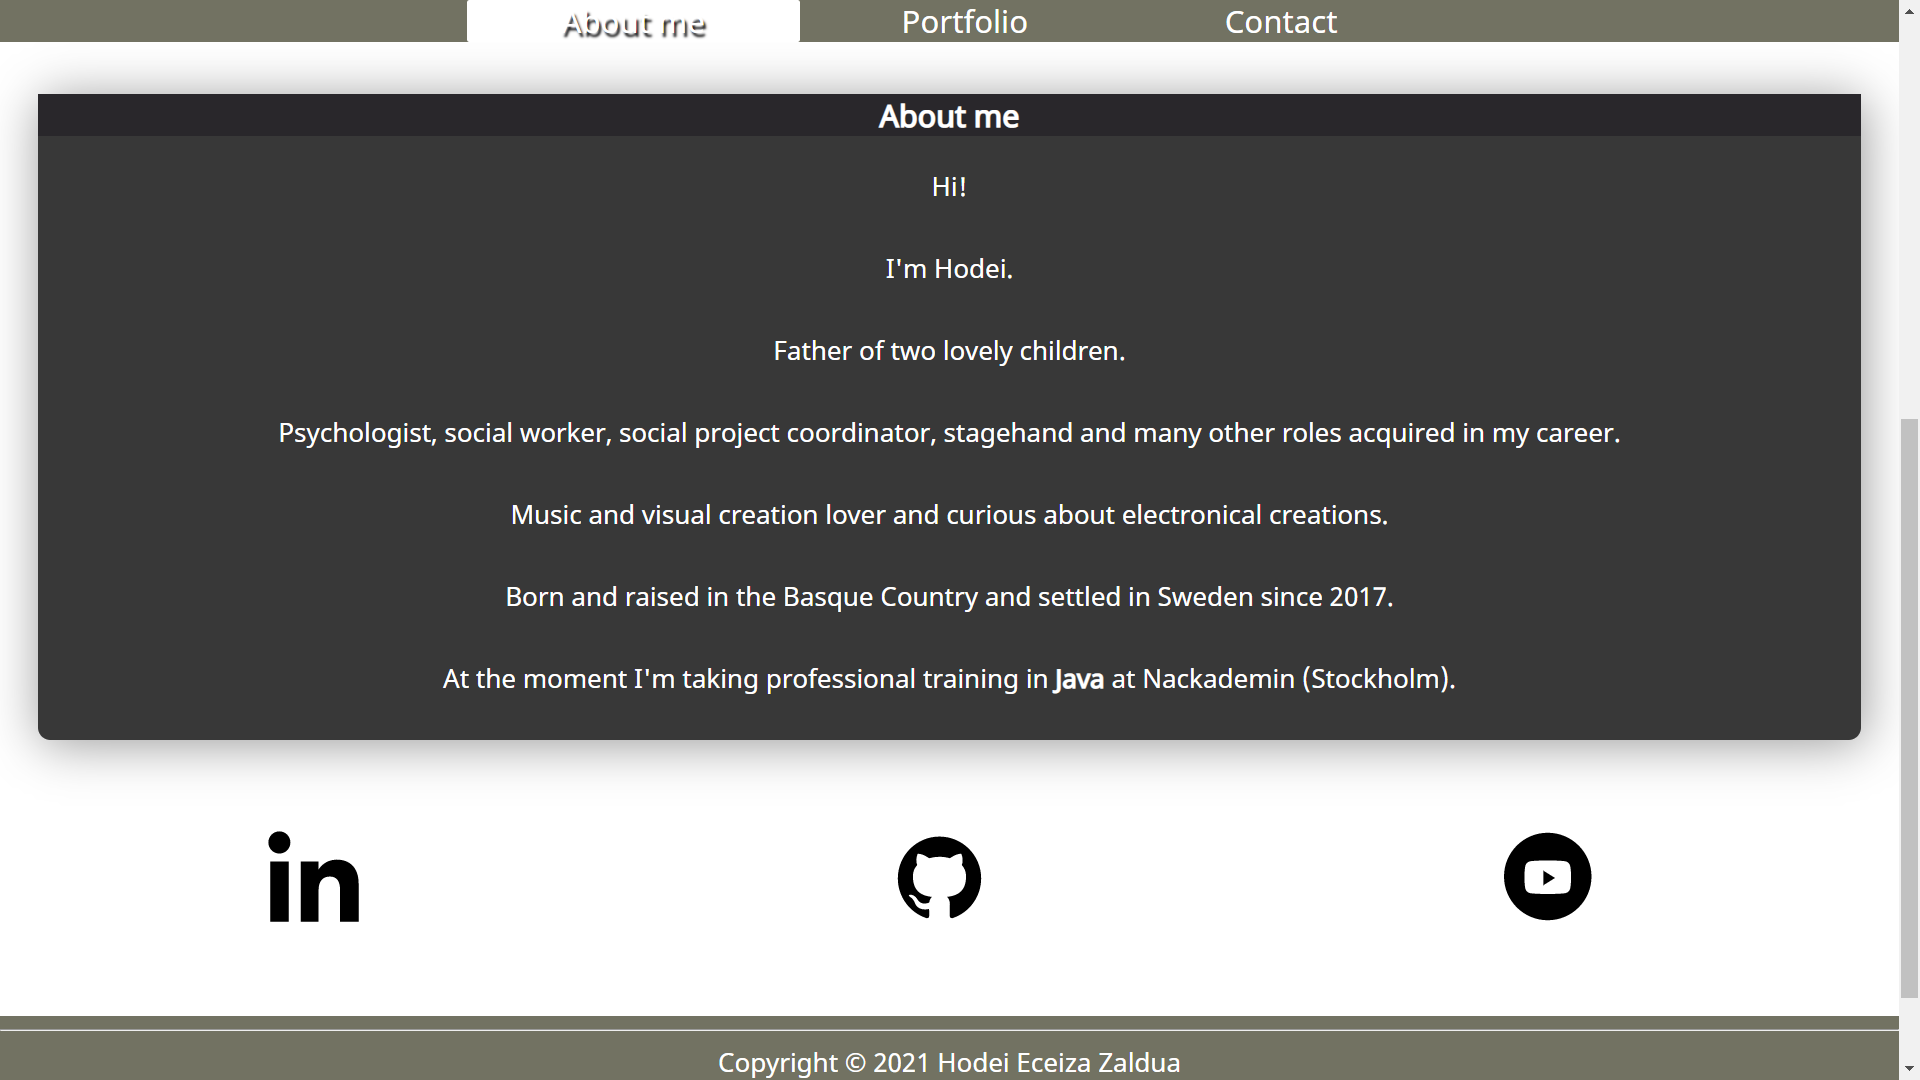 About me Portfolio Contact
About me
Hi!
I'm Hodei.
Father of two lovely children.
Psychologist, social worker, social project coordinator, stagehand and many other roles acquired in my career.
Music and visual creation lover and curious about electronical creations.
Born and raised in the Basque Country and settled in Sweden since 2017.
At the moment I'm taking professional training in Java at Nackademin (Stockholm).
in
Copyright © 2021 Hodei Eceiza Zaldua